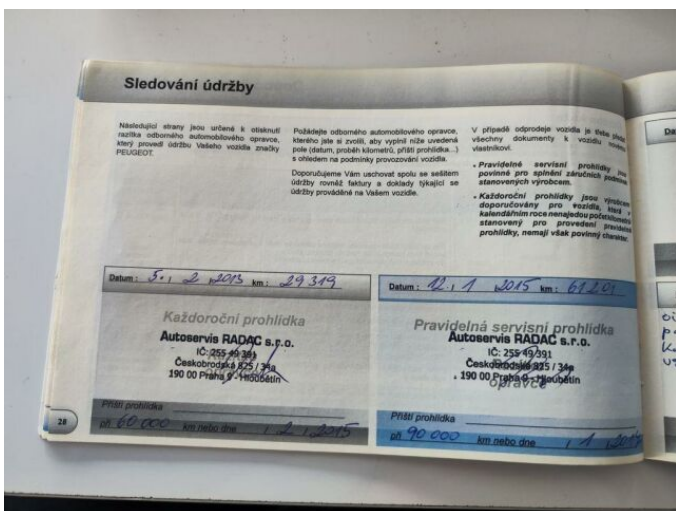 Sledování údržby
Následující strany jsou určené k otisknutí
razítka odborného automobilového opravce,
který provedl údržbu Vašeho vozidla značky
PEUGEOT.
Požádejte odborného automobilového opravce,
kterého jste si zvolili, aby vyplnil níže uvedená
pole (datum, proběh kilometrů, příští prohlídka...)
s ohledem na podmínky provozování vozidla.
Doporučujeme Vám uschovat spolu se sešitem
údržby rovněž faktury a doklady týkající se
údržby prováděné na Vašem vozidle.
V případě odprodeje vozidla je třeba předat
všechny dokumenty k vozidlu novému
vlastníkovi.
• Pravidelné servisní prohlídky jsou
povinné pro splnění záručních podmínek
stanovených výrobcem.
• Každoroční prohlídky jsou výrobcem
doporučovány pro vozidla, která v
kalendářním roce nenajedou počet kilometrů
stanovený pro provedení pravidelné
prohlídky, nemají však povinný charakter.
Datum: 5., 2, 2013 km: 29 319
Každoroční prohlídka
Autoservis RADAC s.r.o.
IČ: 255 49 391
Českobrodská 825 / 34a
190 00 Praha 9 - Hloubětín
Příští prohlídka
při 60 000 km nebo dne , 2, 2015
28
Datum: 12., 1 2015 km: 61201
Pravidelná servisní prohlídka
Autoservis RADAC s.r.o.
IČ: 255 49 391
Českobrodská 825 / 34a
190 00 Praha 9 - Hloubětín
opravce
Příští prohlídka
při 90 000 km nebo dne , 1,